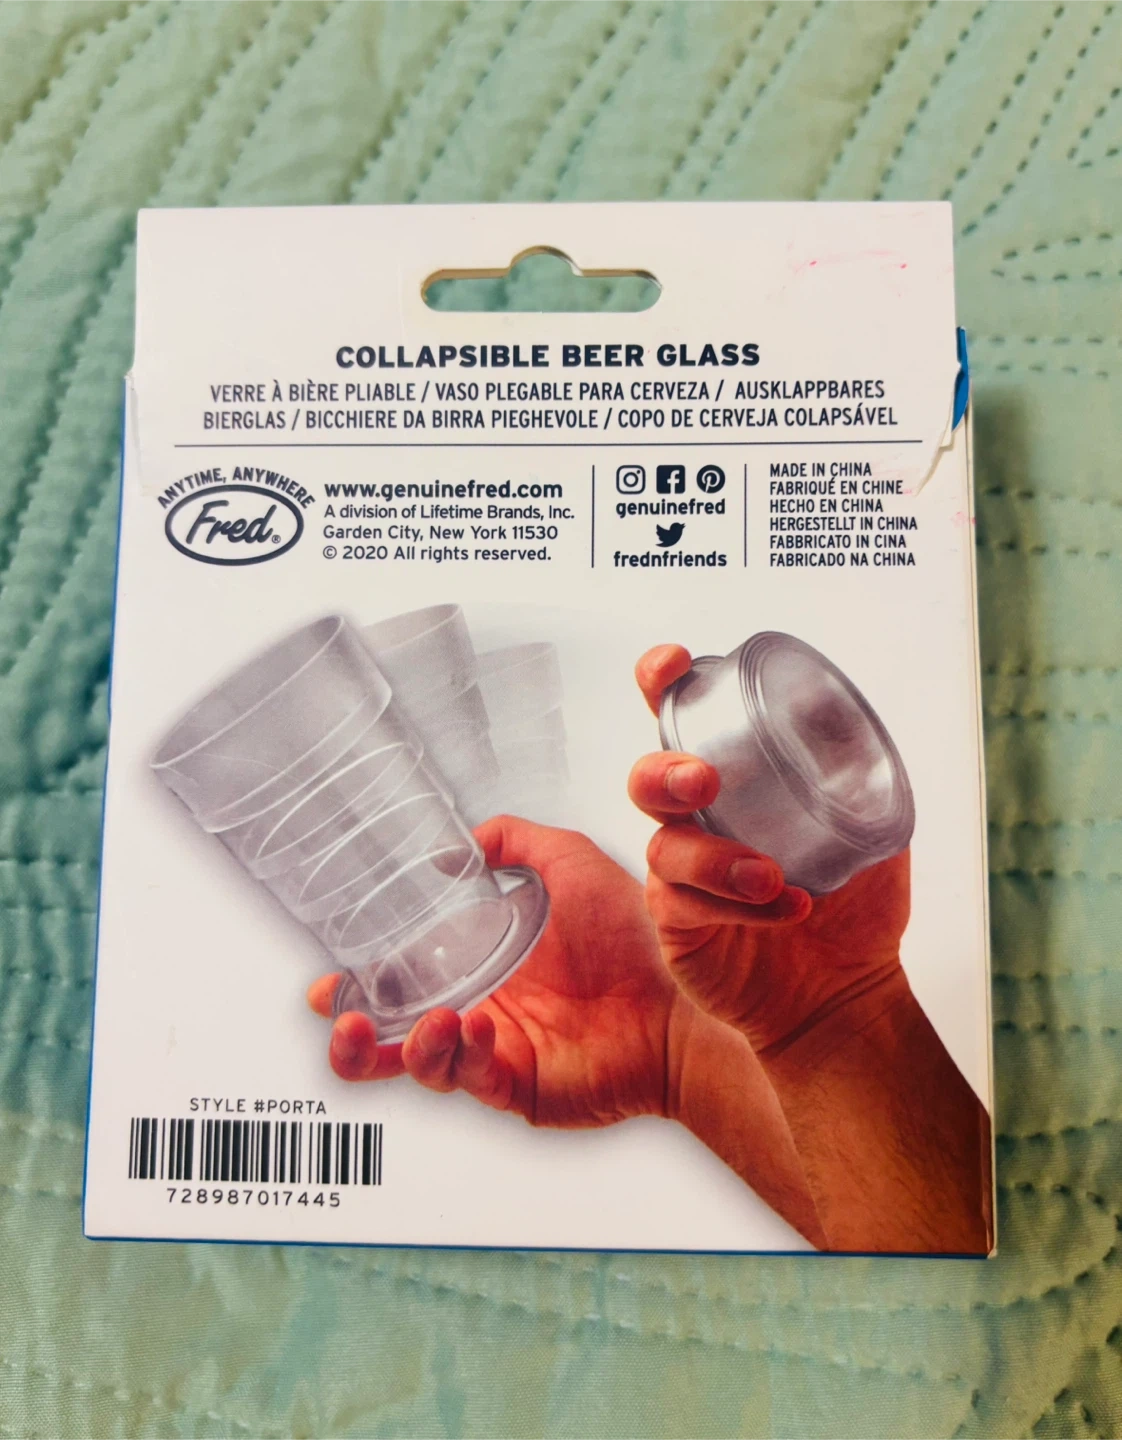 COLLAPSIBLE BEER GLASS
VERRE À BIÈRE PLIABLE / VASO PLEGABLE PARA CERVEZA / AUSKLAPPBARES
BIERGLAS / BICCHIERE DA BIRRA PIEGHEVOLE / COPO DE CERVEJA COLAPSÁVEL
ANYTIME, ANYWHERE
Fred®
www.genuinefred.com
A division of Lifetime Brands, Inc.
Garden City, New York 11530
© 2020 All rights reserved.
genuinefred
frednfriends
MADE IN CHINA
FABRIQUÉ EN CHINE
HECHO EN CHINA
HERGESTELLT IN CHINA
FABBRICATO IN CINA
FABRICADO NA CHINA
STYLE #PORTA
728987017445